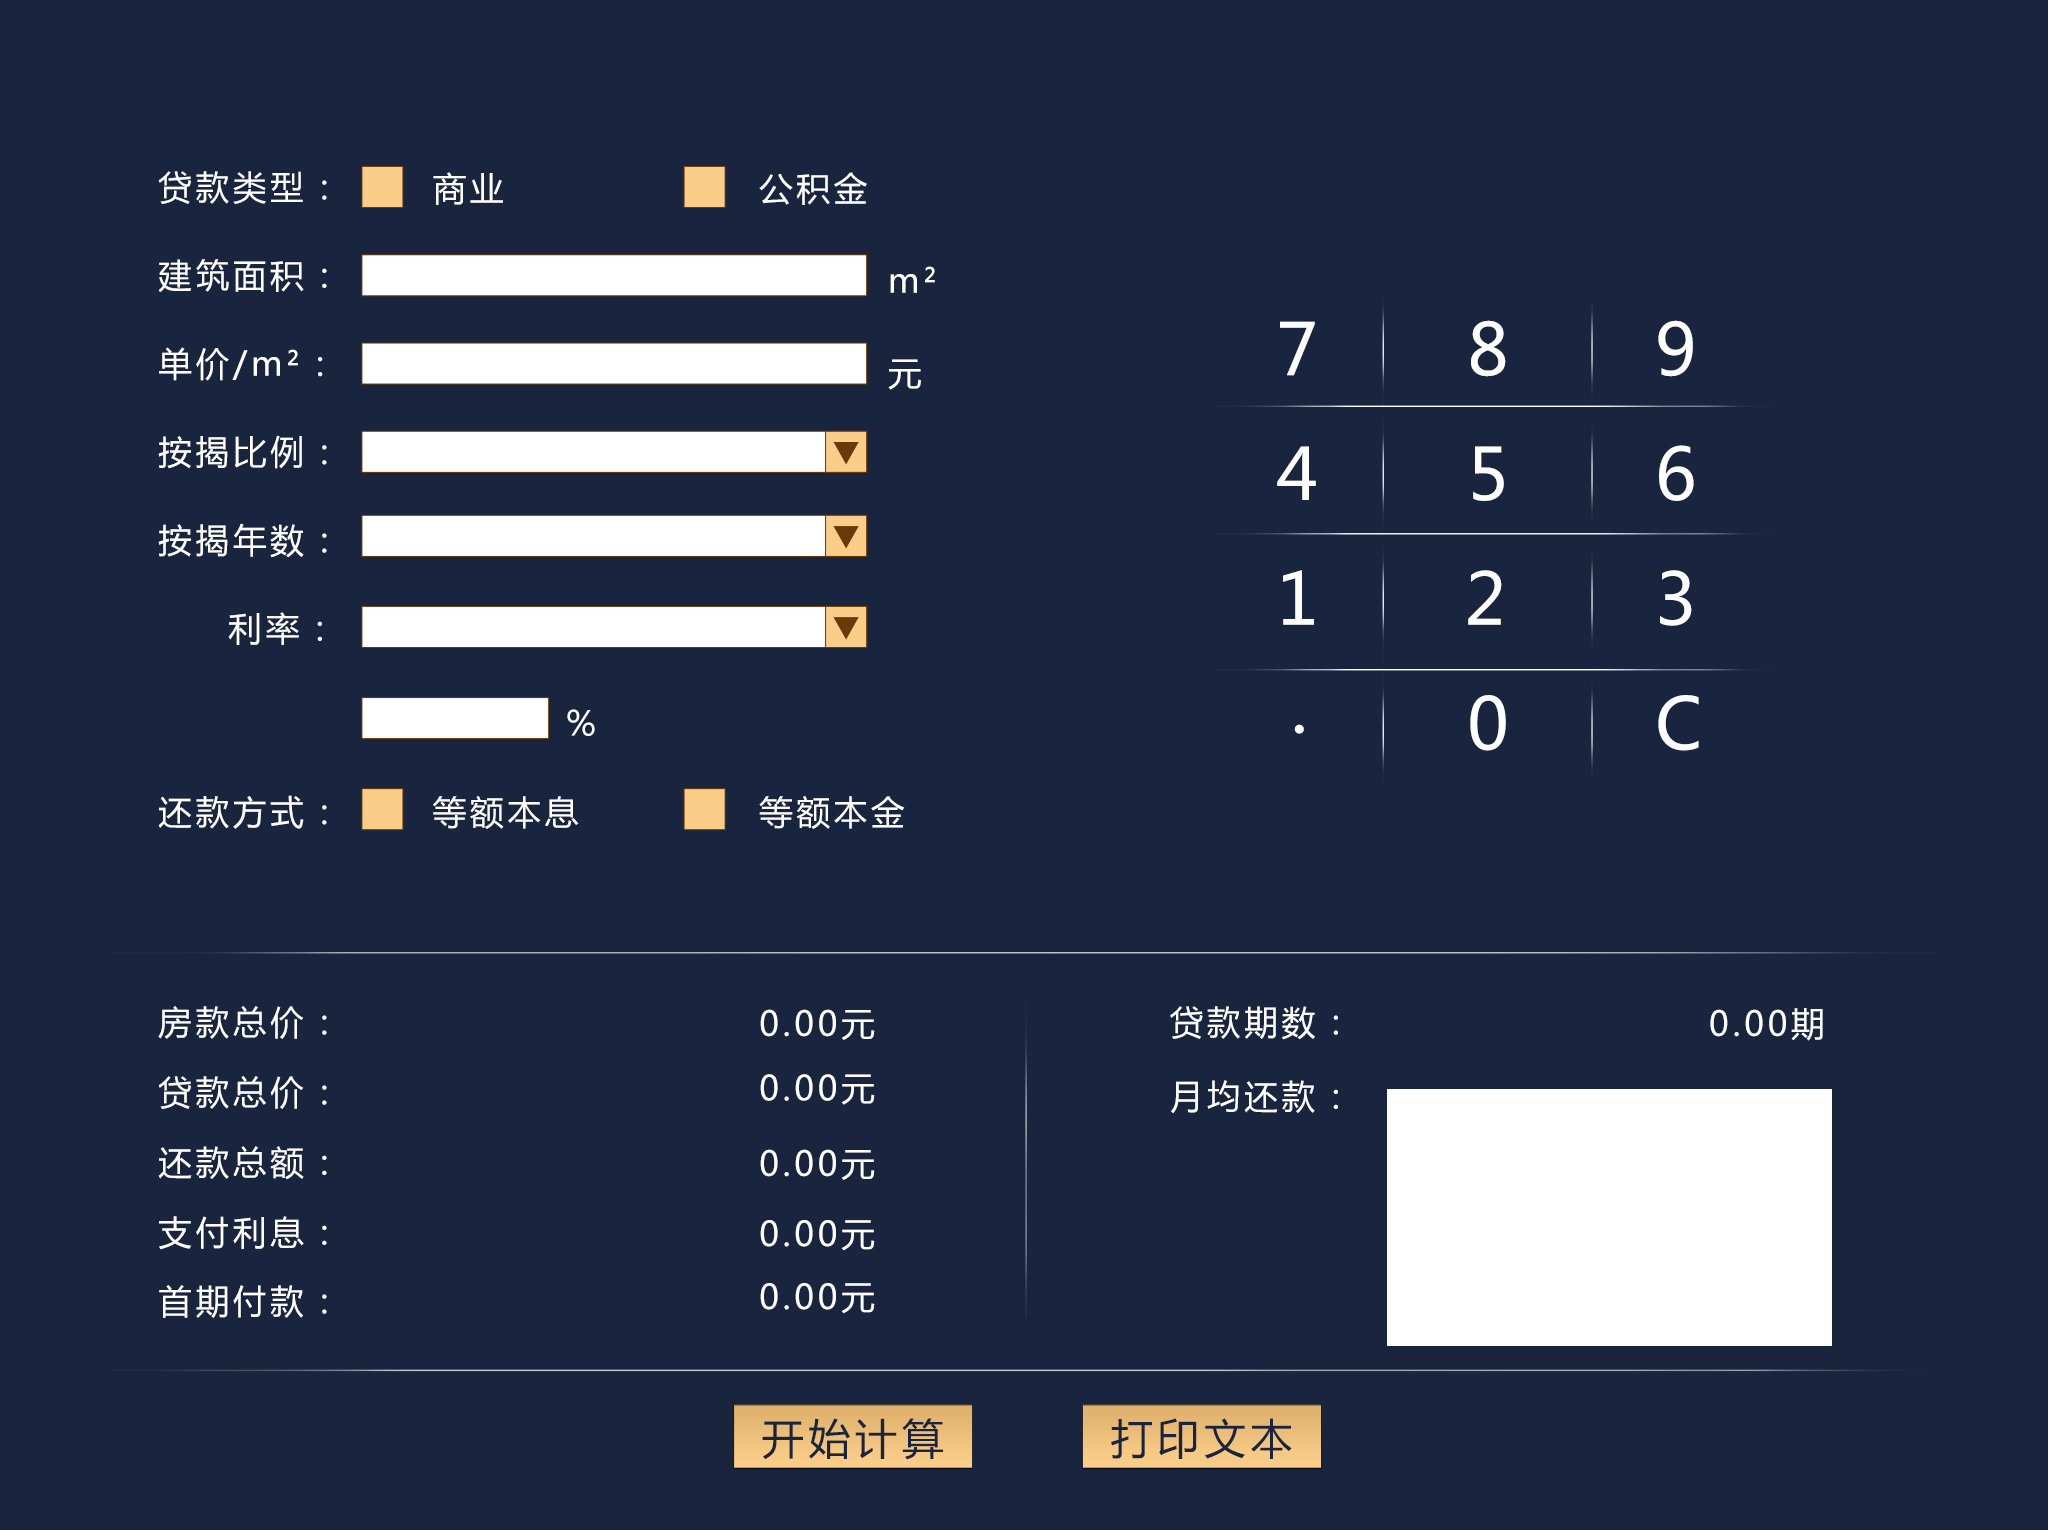 贷款类型： 商业 公积金
建筑面积： m²
单价/m²： 元
按揭比例：
按揭年数：
利率：
%
还款方式： 等额本息 等额本金
7 8 9
4 5 6
1 2 3
· 0 C
房款总价： 0.00元
贷款总价： 0.00元
还款总额： 0.00元
支付利息： 0.00元
首期付款： 0.00元
贷款期数： 0.00期
月均还款：
开始计算 打印文本